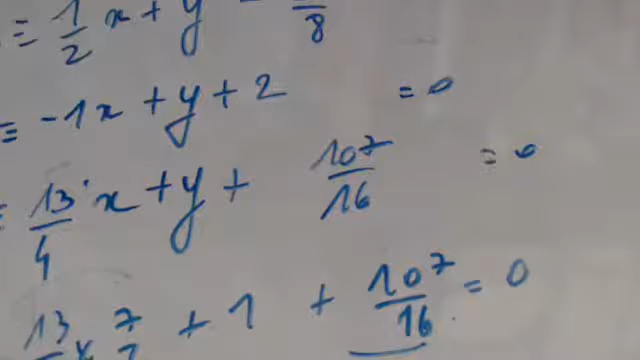 ≡ 1/2 x + y /8
≡ -1x + y + 2 = 0
13/4 x + y + 107/16 = 0
13 × 7 + 1 + 107/16 = 0